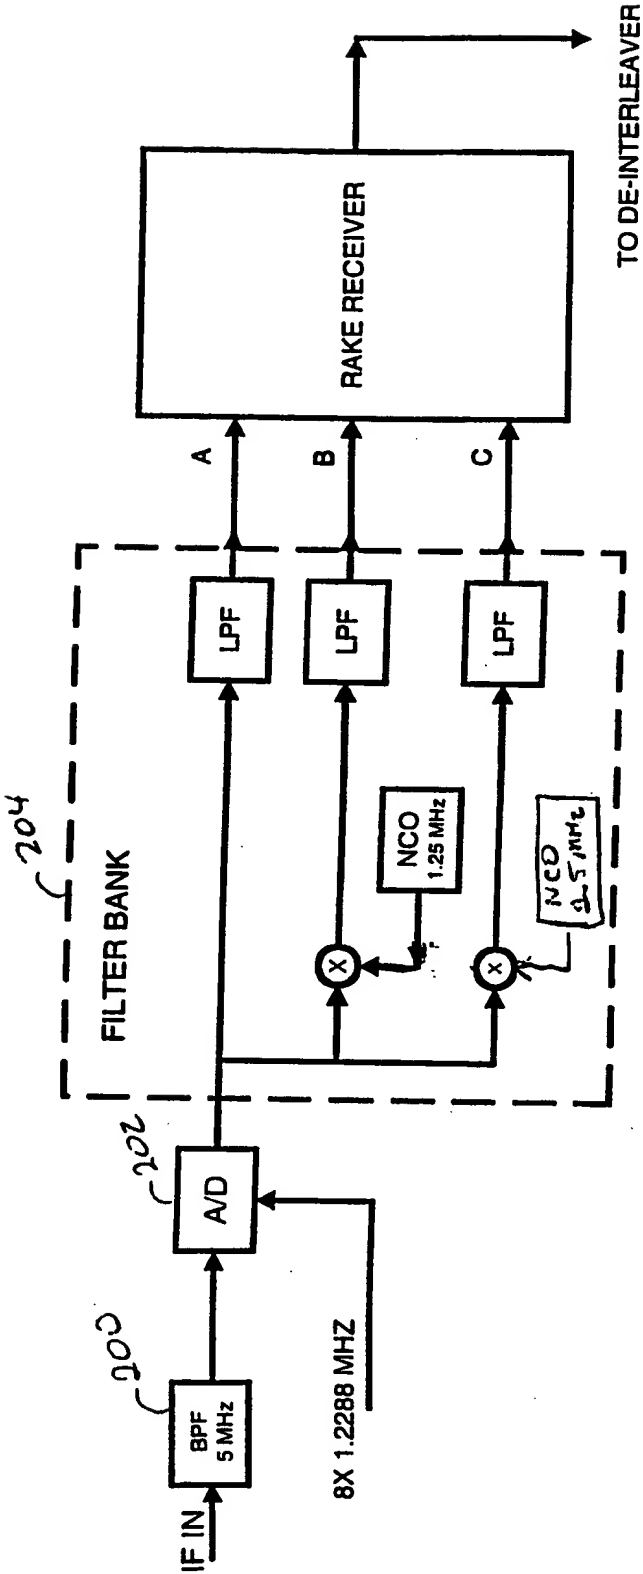 204
FILTER BANK
IF IN
BPF
5 MHz
200
A/D
202
8X 1.2288 MHZ
X
NCO
1.25 MHz
X
NCO
2.5 MHz
LPF
LPF
LPF
A
B
C
RAKE RECEIVER
TO DE-INTERLEAVER